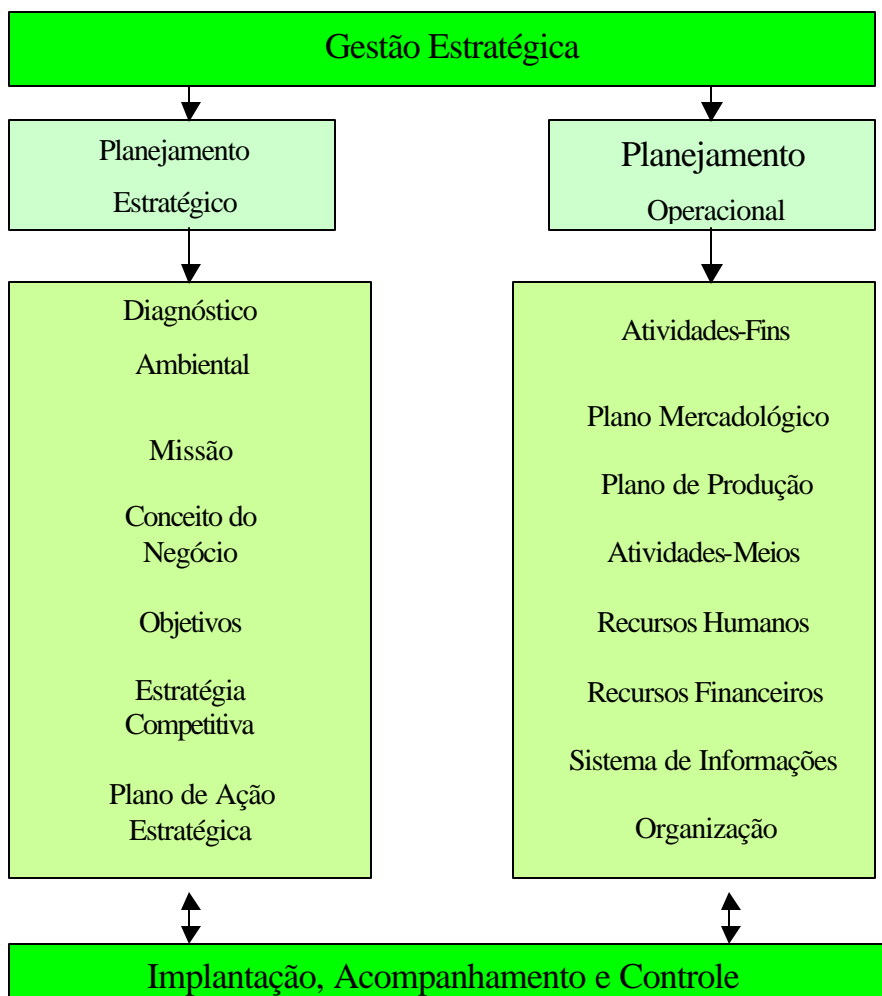 Gestão Estratégica
Planejamento
Estratégico
Planejamento
Operacional
Diagnóstico
Ambiental
Missão
Conceito do
Negócio
Objetivos
Estratégia
Competitiva
Plano de Ação
Estratégica
Atividades-Fins
Plano Mercadológico
Plano de Produção
Atividades-Meios
Recursos Humanos
Recursos Financeiros
Sistema de Informações
Organização
Implantação, Acompanhamento e Controle